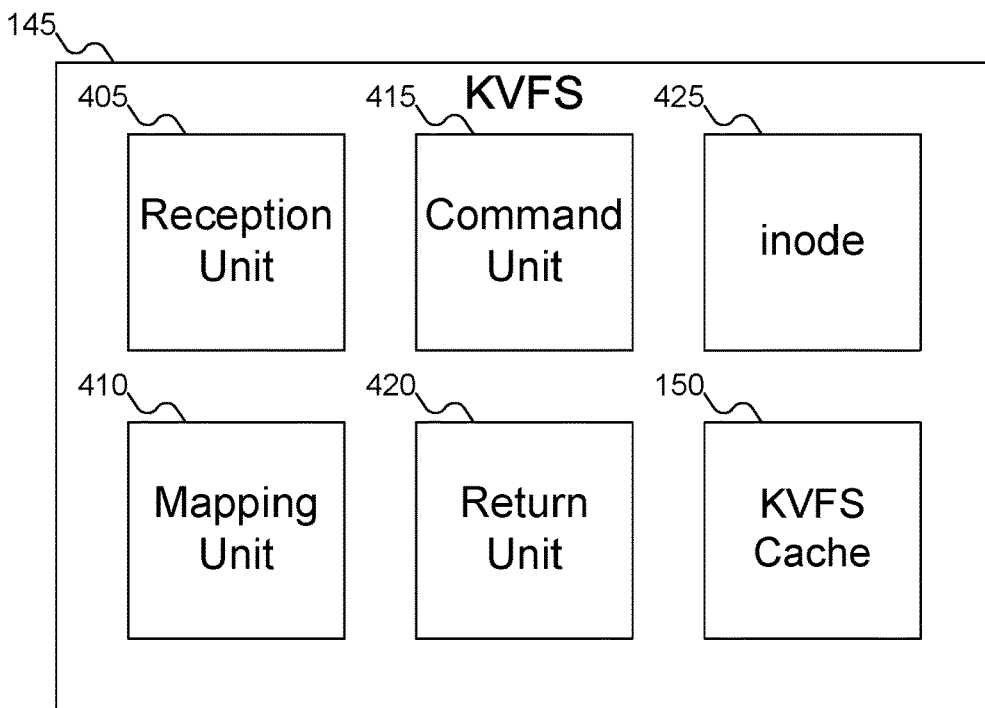 145
KVFS
405
415
425
Reception
Unit
Command
Unit
inode
410
420
150
Mapping
Unit
Return
Unit
KVFS
Cache